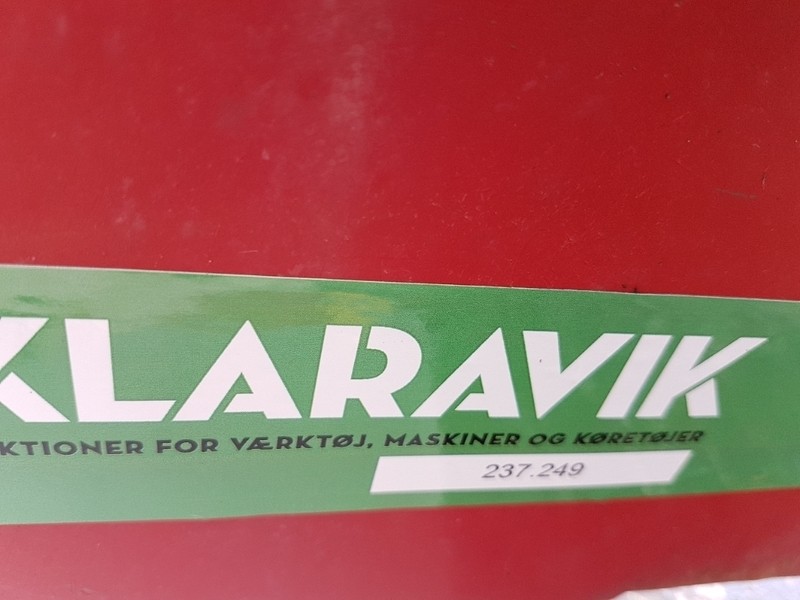 KLARAVIK
KTIONER FOR VÆRKTØJ, MASKINER OG KØRETØJER
237.249